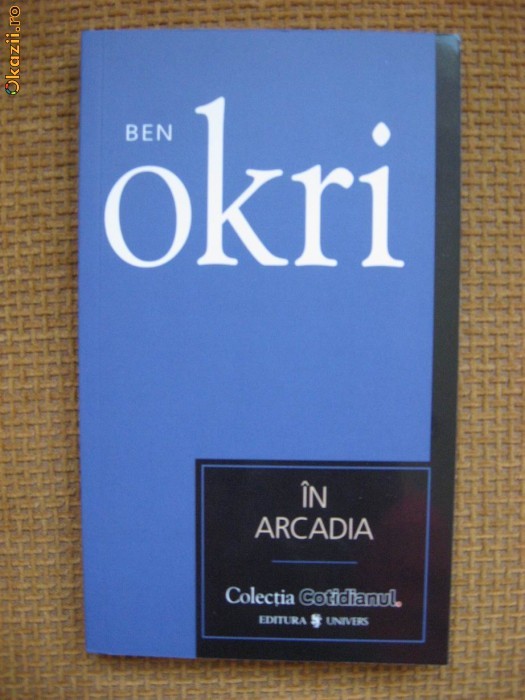 Okazii.ro
BEN
okri
ÎN
ARCADIA
Colecția Cotidianul.
EDITURA UNIVERS